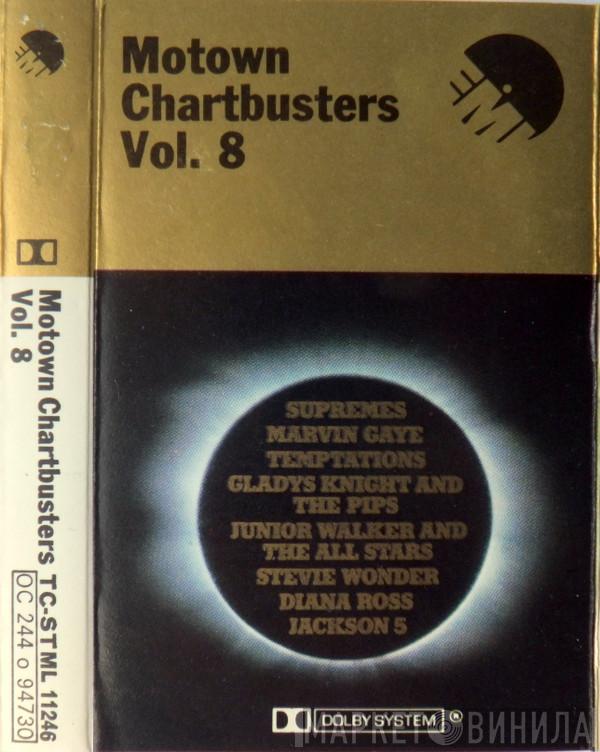 Motown
Chartbusters
Vol. 8
EMI
EMI
Motown Chartbusters TC-STML 11246
Vol. 8
OC 244 o 94730
SUPREMES
MARVIN GAYE
TEMPTATIONS
GLADYS KNIGHT AND
THE PIPS
JUNIOR WALKER AND
THE ALL STARS
STEVIE WONDER
DIANA ROSS
JACKSON 5
DOLBY SYSTEM ®
МАРКЕТ ВИНИЛА